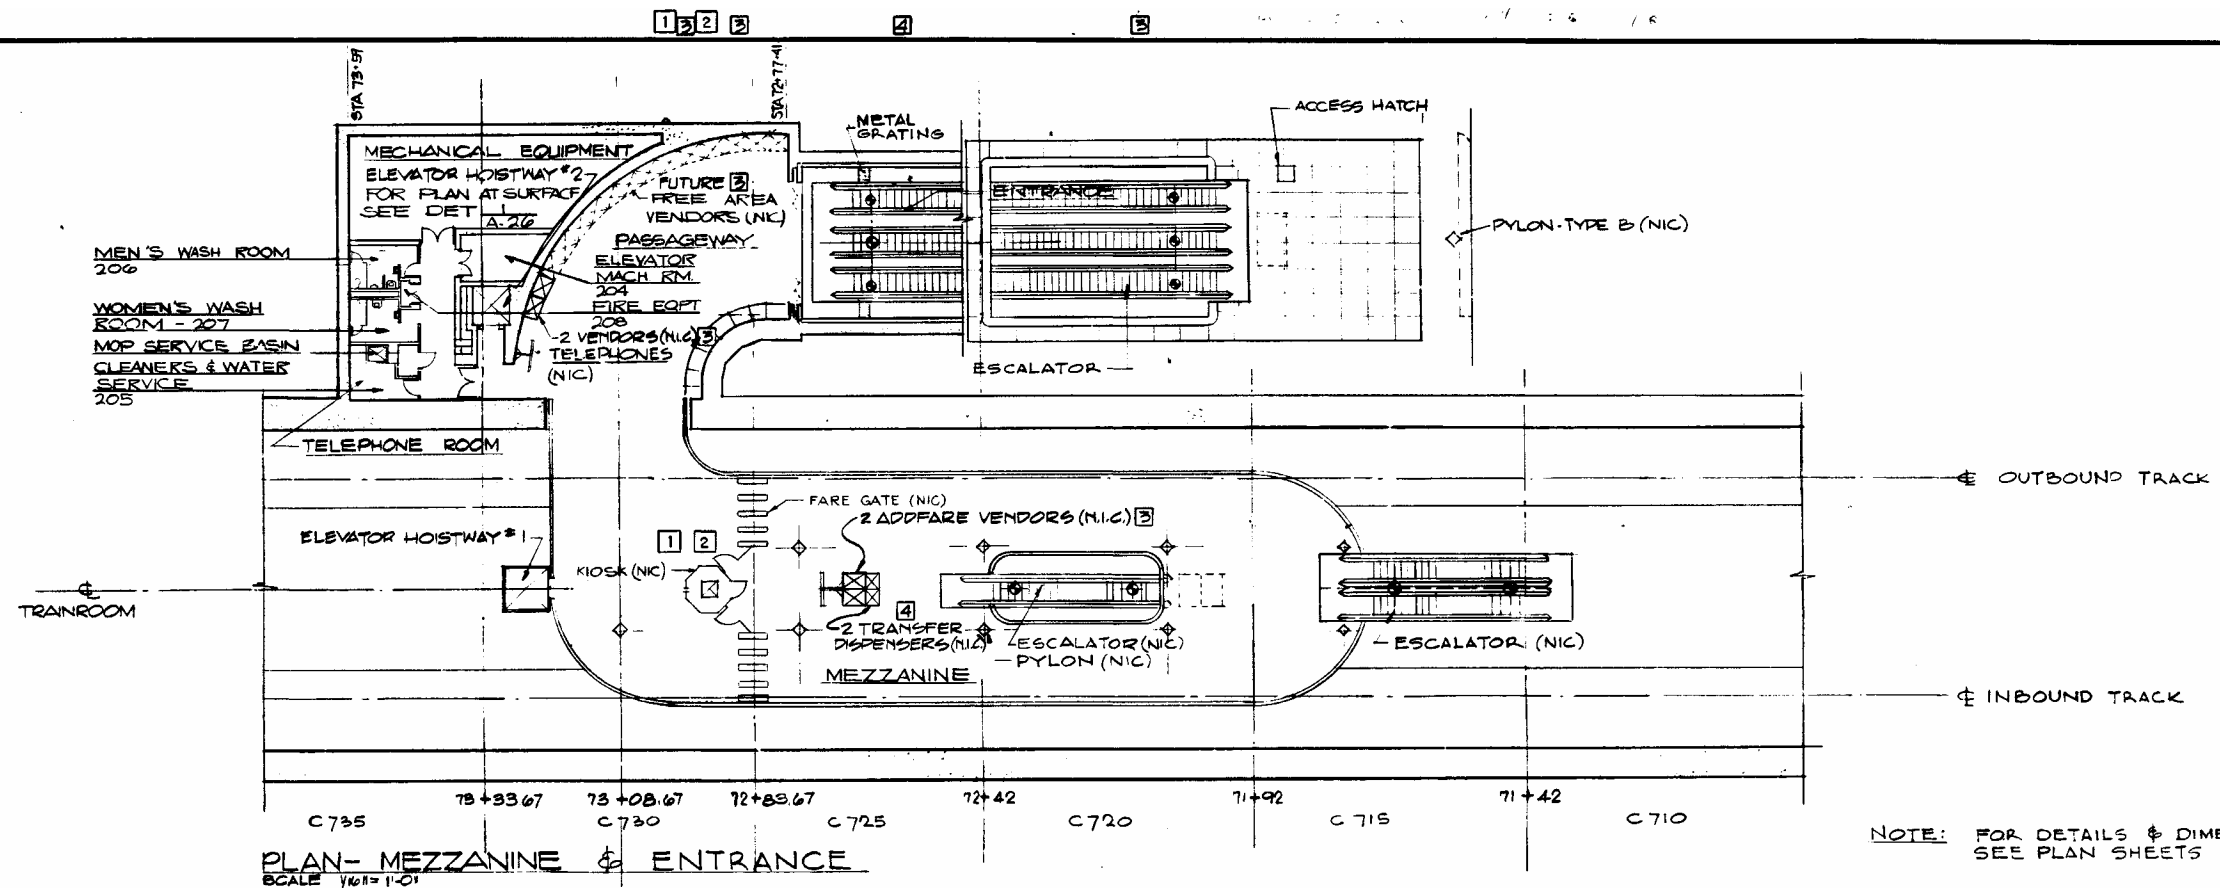 1 3 2 3 4 3
STA 73+59
STA 72+77.41
METAL
GRATING
ACCESS HATCH
MECHANICAL EQUIPMENT
ELEVATOR HOISTWAY #2
FOR PLAN AT SURFACE
SEE DET 1
A-26
FUTURE 3
FREE AREA
VENDORS (NIC)
ENTRANCE
PYLON-TYPE B (NIC)
PASSAGEWAY
ELEVATOR
MACH RM.
204
FIRE EQPT
208
MEN'S WASH ROOM
206
WOMEN'S WASH
ROOM - 207
MOP SERVICE BASIN
CLEANERS & WATER
SERVICE
205
2 VENDORS (N.I.C.) 3
TELEPHONES
(NIC)
ESCALATOR
TELEPHONE ROOM
℄ OUTBOUND TRACK
FARE GATE (NIC)
2 ADDFARE VENDORS (N.I.C.) 3
ELEVATOR HOISTWAY #1
1 2
KIOSK (NIC)
℄
TRAINROOM
4
2 TRANSFER
DISPENSERS (N.I.C.)
ESCALATOR (NIC)
PYLON (NIC)
ESCALATOR (NIC)
MEZZANINE
℄ INBOUND TRACK
73+33.67 73+08.67 72+83.67 72+42 71+92 71+42
C 735 C 730 C 725 C 720 C 715 C 710
NOTE: FOR DETAILS & DIME
SEE PLAN SHEETS
PLAN- MEZZANINE & ENTRANCE
SCALE 1/16"=1'-0"